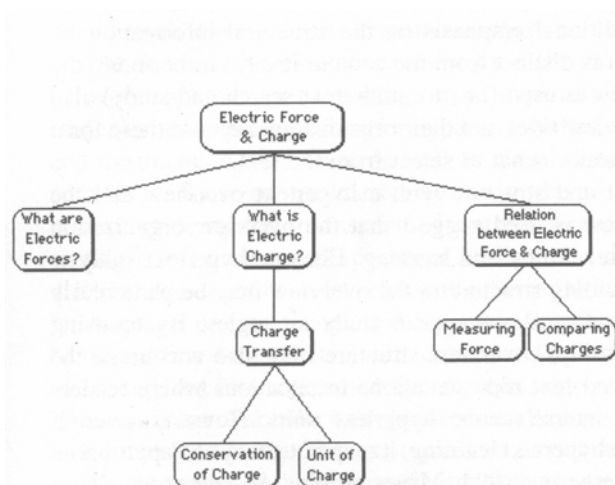 Electric Force
& Charge
What are
Electric
Forces?
What is
Electric
Charge?
Relation
between Electric
Force & Charge
Charge
Transfer
Measuring
Force
Comparing
Charges
Conservation
of Charge
Unit of
Charge